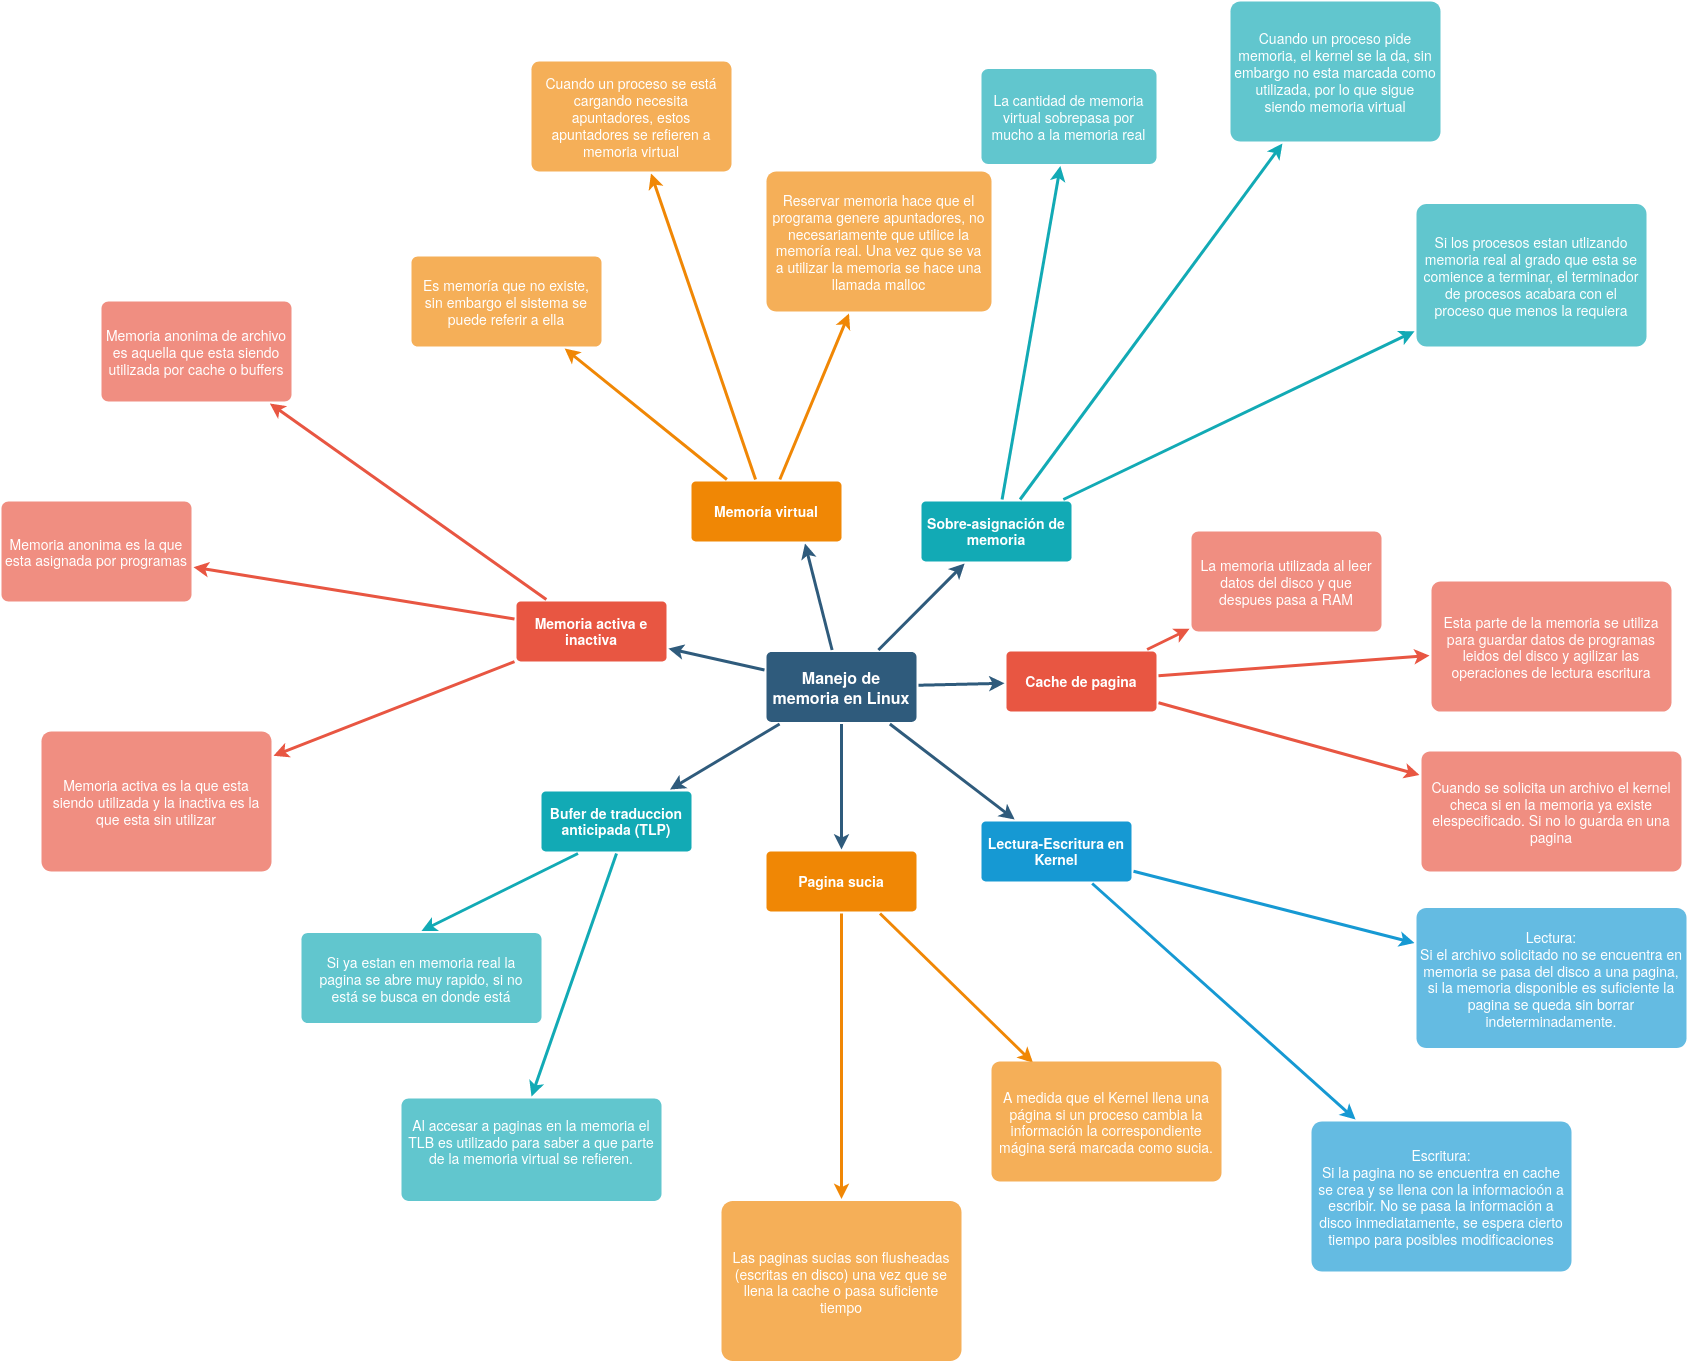 Cuando un proceso pide
memoria, el kernel se la da, sin
embargo no esta marcada como
utilizada, por lo que sigue
siendo memoria virtual
Cuando un proceso se está
cargando necesita
apuntadores, estos
apuntadores se refieren a
memoria virtual
La cantidad de memoria
virtual sobrepasa por
mucho a la memoria real
Reservar memoria hace que el
programa genere apuntadores, no
necesariamente que utilice la
memoría real. Una vez que se va
a utilizar la memoria se hace una
llamada malloc
Si los procesos estan utlizando
memoria real al grado que esta se
comience a terminar, el terminador
de procesos acabara con el
proceso que menos la requiera
Es memoría que no existe,
sin embargo el sistema se
puede referir a ella
Memoria anonima de archivo
es aquella que esta siendo
utilizada por cache o buffers
Memoría virtual
Sobre-asignación de
memoria
Memoria anonima es la que
esta asignada por programas
La memoria utilizada al leer
datos del disco y que
despues pasa a RAM
Memoria activa e
inactiva
Esta parte de la memoria se utiliza
para guardar datos de programas
leidos del disco y agilizar las
operaciones de lectura escritura
Manejo de
memoria en Linux
Cache de pagina
Memoria activa es la que esta
siendo utilizada y la inactiva es la
que esta sin utilizar
Cuando se solicita un archivo el kernel
checa si en la memoria ya existe
elespecificado. Si no lo guarda en una
pagina
Bufer de traduccion
anticipada (TLP)
Lectura-Escritura en
Kernel
Pagina sucia
Lectura:
Si el archivo solicitado no se encuentra en
memoria se pasa del disco a una pagina,
si la memoria disponible es suficiente la
pagina se queda sin borrar
indeterminadamente.
Si ya estan en memoria real la
pagina se abre muy rapido, si no
está se busca en donde está
A medida que el Kernel llena una
página si un proceso cambia la
información la correspondiente
mágina será marcada como sucia.
Al accesar a paginas en la memoria el
TLB es utilizado para saber a que parte
de la memoria virtual se refieren.
Escritura:
Si la pagina no se encuentra en cache
se crea y se llena con la informacioón a
escribir. No se pasa la información a
disco inmediatamente, se espera cierto
tiempo para posibles modificaciones
Las paginas sucias son flusheadas
(escritas en disco) una vez que se
llena la cache o pasa suficiente
tiempo